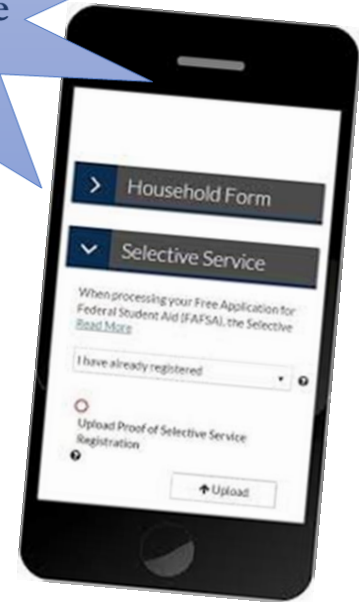 e
Household Form
Selective Service
When processing your Free Application for
Federal Student Aid (FAFSA), the Selective
Read More
I have already registered
Upload Proof of Selective Service
Registration
Upload